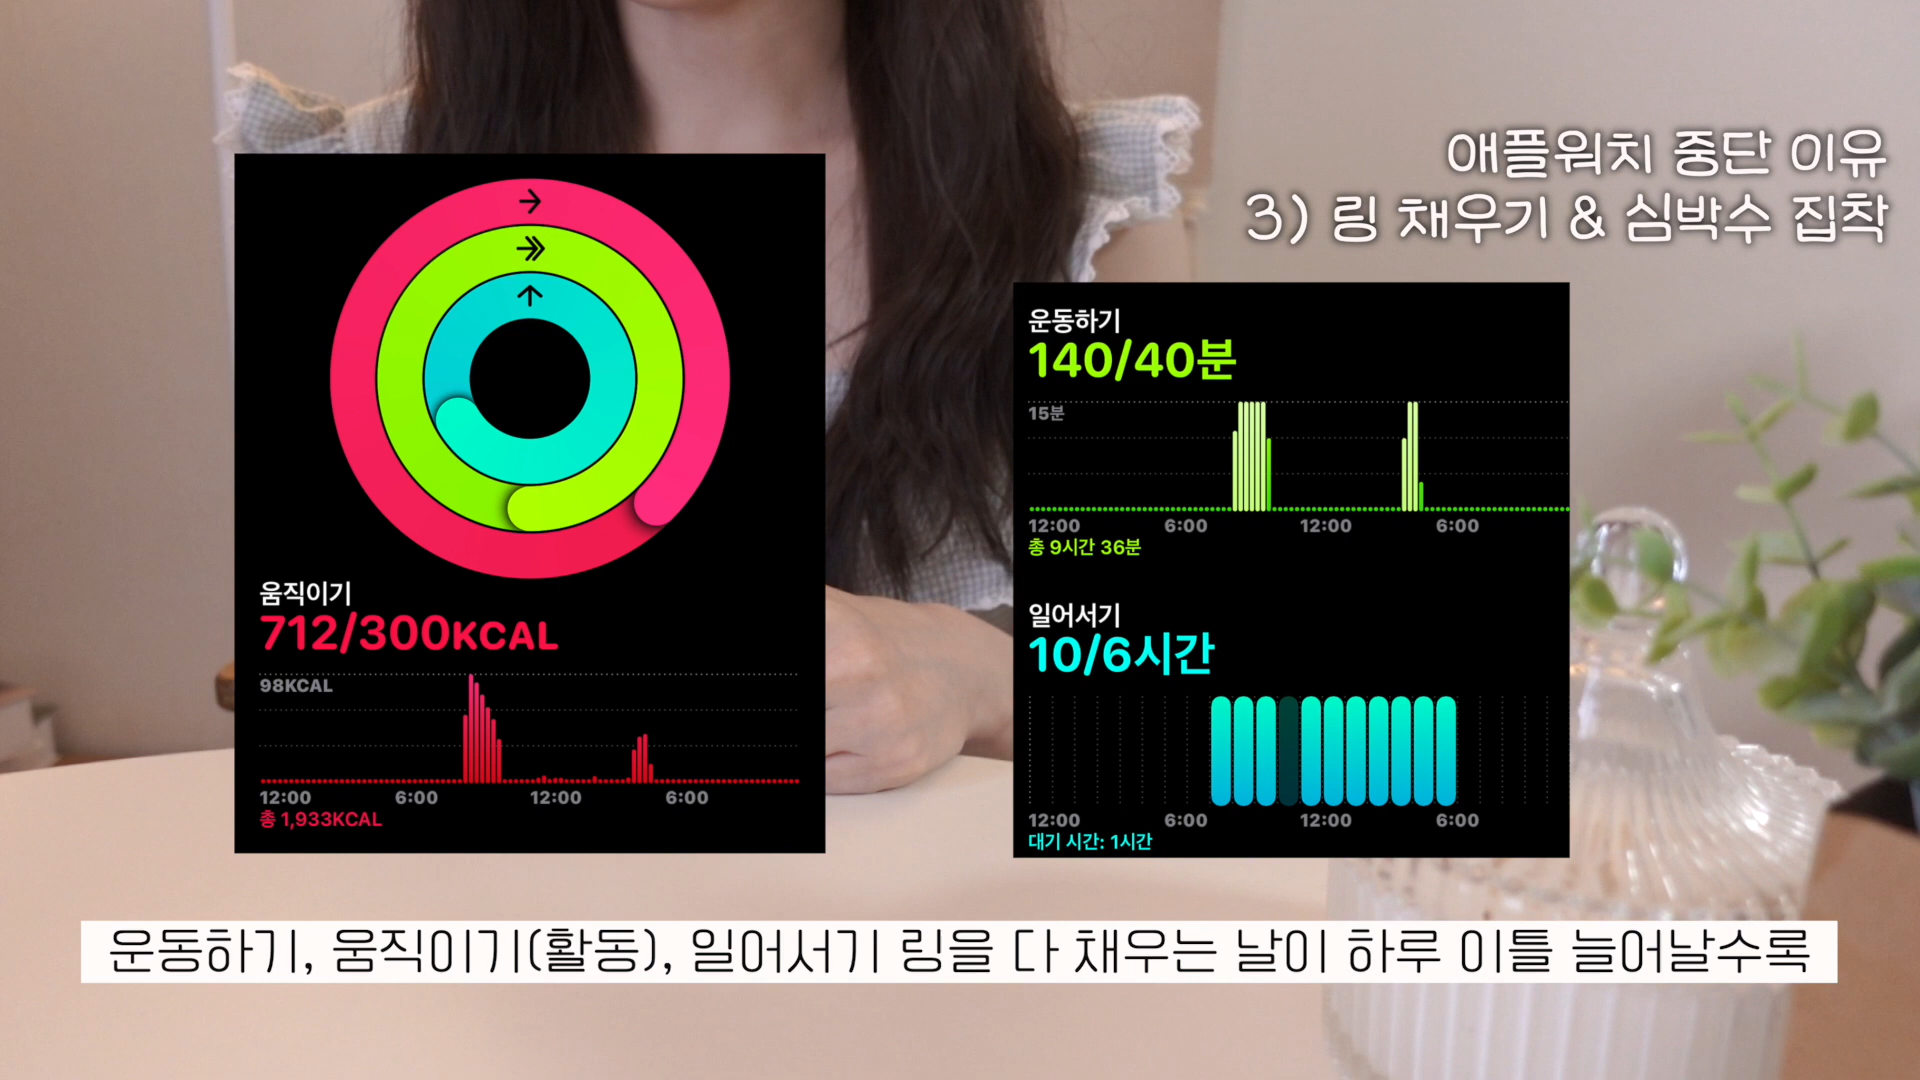 애플워치 중단 이유
3) 링 채우기 & 심박수 집착
움직이기
712/300KCAL
98KCAL
12:00 6:00 12:00 6:00
총 1,933KCAL
운동하기
140/40분
15분
12:00 6:00 12:00 6:00
총 9시간 36분
일어서기
10/6시간
12:00 6:00 12:00 6:00
대기 시간: 1시간
운동하기, 움직이기(활동), 일어서기 링을 다 채우는 날이 하루 이틀 늘어날수록